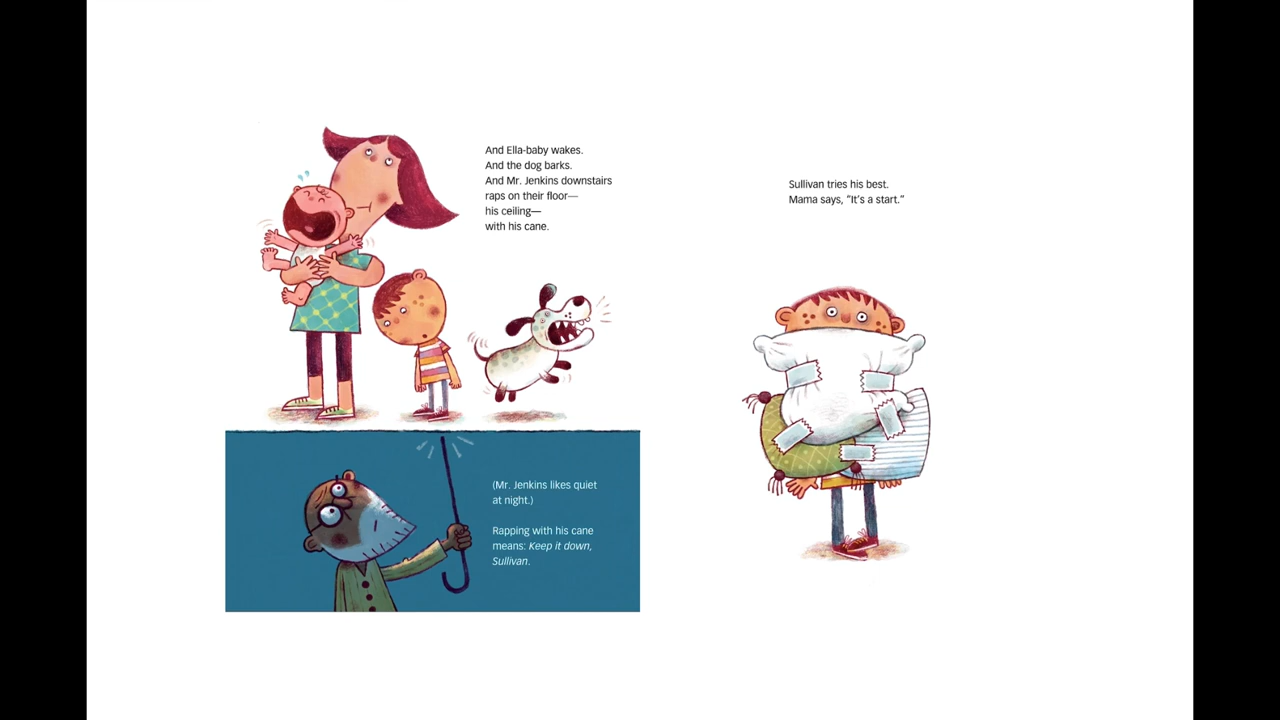 And Ella-baby wakes.
And the dog barks.
And Mr. Jenkins downstairs
raps on their floor—
his ceiling—
with his cane.
(Mr. Jenkins likes quiet
at night.)
Rapping with his cane
means: Keep it down,
Sullivan.
Sullivan tries his best.
Mama says, “It’s a start.”